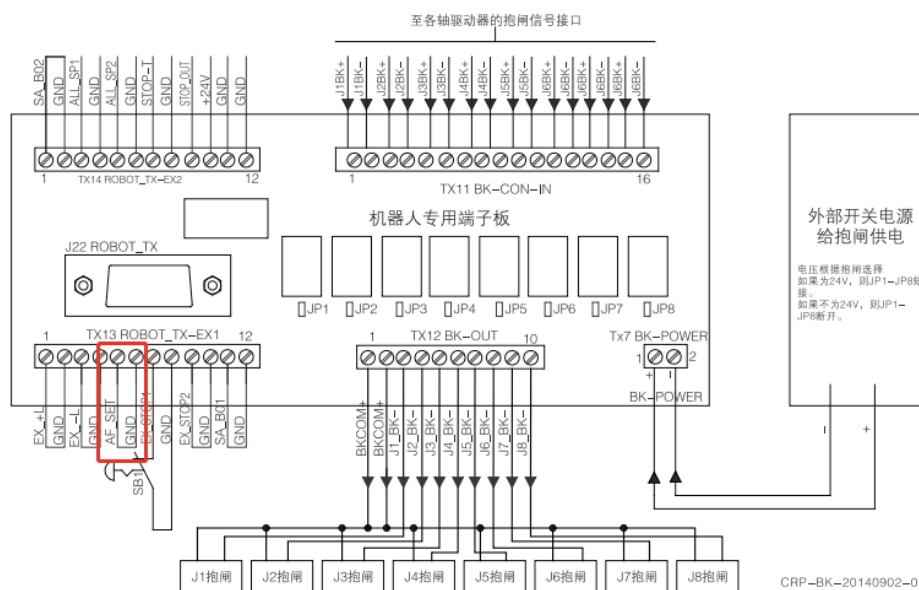 至各轴驱动器的抱闸信号接口
SA_B02
GND
ALL_SP1
GND
ALL_SP2
GND
STOP-T
GND
STOP_OUT
+24V
GND
GND
J1BK+
J1BK-
J2BK+
J2BK-
J3BK+
J3BK-
J4BK+
J4BK-
J5BK+
J5BK-
J6BK+
J6BK-
J6BK+
J6BK-
J6BK+
J6BK-
1
TX14 ROBOT_TX-EX2
12
1
TX11 BK-CON-IN
16
机器人专用端子板
J22 ROBOT_TX
JP1
JP2
JP3
JP4
JP5
JP6
JP7
JP8
外部开关电源
给抱闸供电
电压根据抱闸选择
如果为24V，则JP1-JP8短
接。
如果不为24V，则JP1-
JP8断开。
1
TX13 ROBOT_TX-EX1
12
1
TX12 BK-OUT
10
Tx7 BK-POWER
1
2
+
-
BK-POWER
EX_+L
GND
EX_-L
GND
AF_SET
GND
EX_STOP1
GND
EX_STOP2
GND
SA_B01
GND
SB1
BKCOM+
BKCOM+
J1_BK-
J2_BK-
J3_BK-
J4_BK-
J5_BK-
J6_BK-
J7_BK-
J8_BK-
-
+
J1抱闸
J2抱闸
J3抱闸
J4抱闸
J5抱闸
J6抱闸
J7抱闸
J8抱闸
CRP-BK-20140902-0